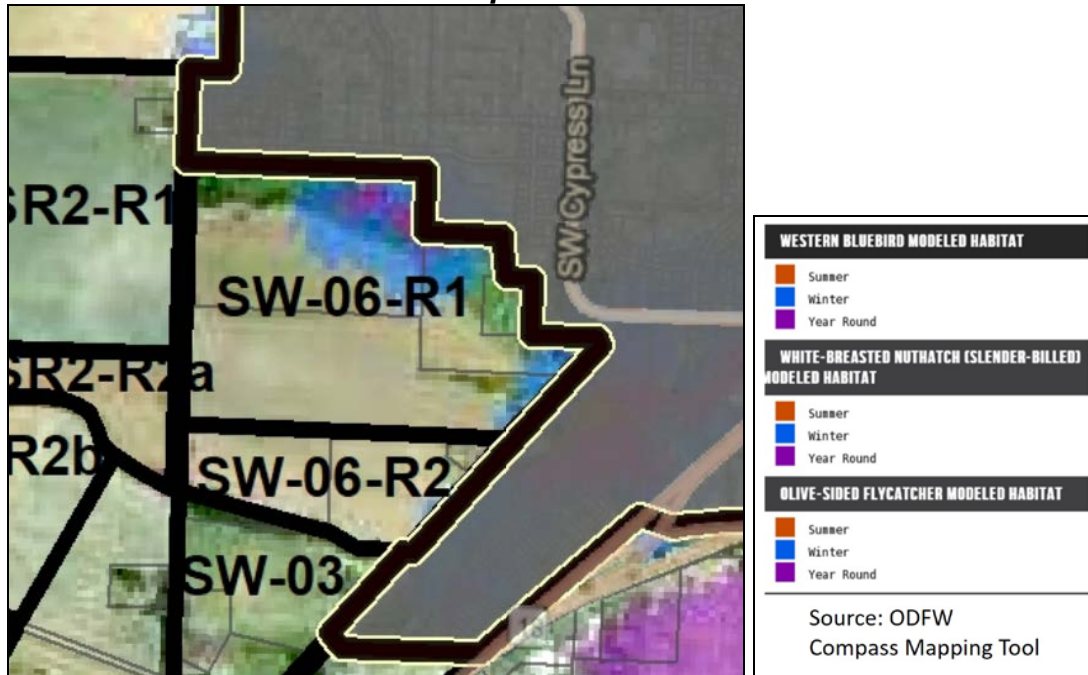 SW Cypress Ln
SR2-R1
SW-06-R1
SR2-R2a
R2b
SW-06-R2
SW-03
18
WESTERN BLUEBIRD MODELED HABITAT
Summer
Winter
Year Round
WHITE-BREASTED NUTHATCH (SLENDER-BILLED)
MODELED HABITAT
Summer
Winter
Year Round
OLIVE-SIDED FLYCATCHER MODELED HABITAT
Summer
Winter
Year Round
Source: ODFW
Compass Mapping Tool